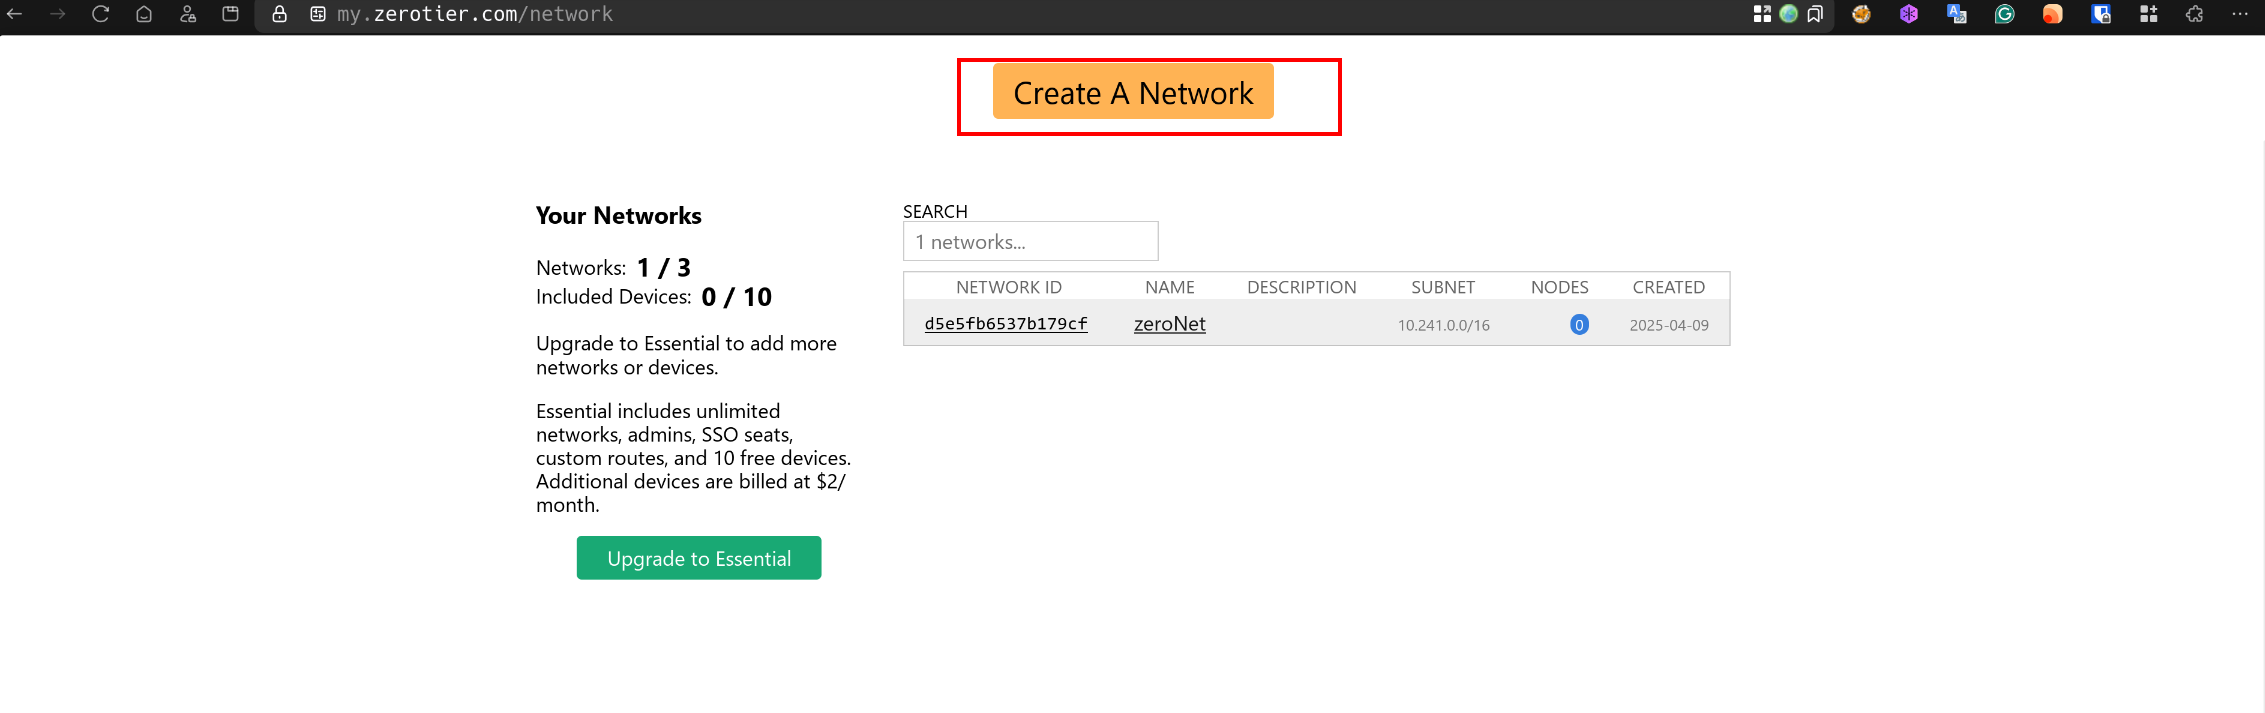 my.zerotier.com/network
Create A Network
Your Networks
Networks: 1 / 3
Included Devices: 0 / 10
Upgrade to Essential to add more
networks or devices.
Essential includes unlimited
networks, admins, SSO seats,
custom routes, and 10 free devices.
Additional devices are billed at $2/
month.
Upgrade to Essential
SEARCH
1 networks...
NETWORK ID NAME DESCRIPTION SUBNET NODES CREATED
d5e5fb6537b179cf zeroNet 10.241.0.0/16 0 2025-04-09